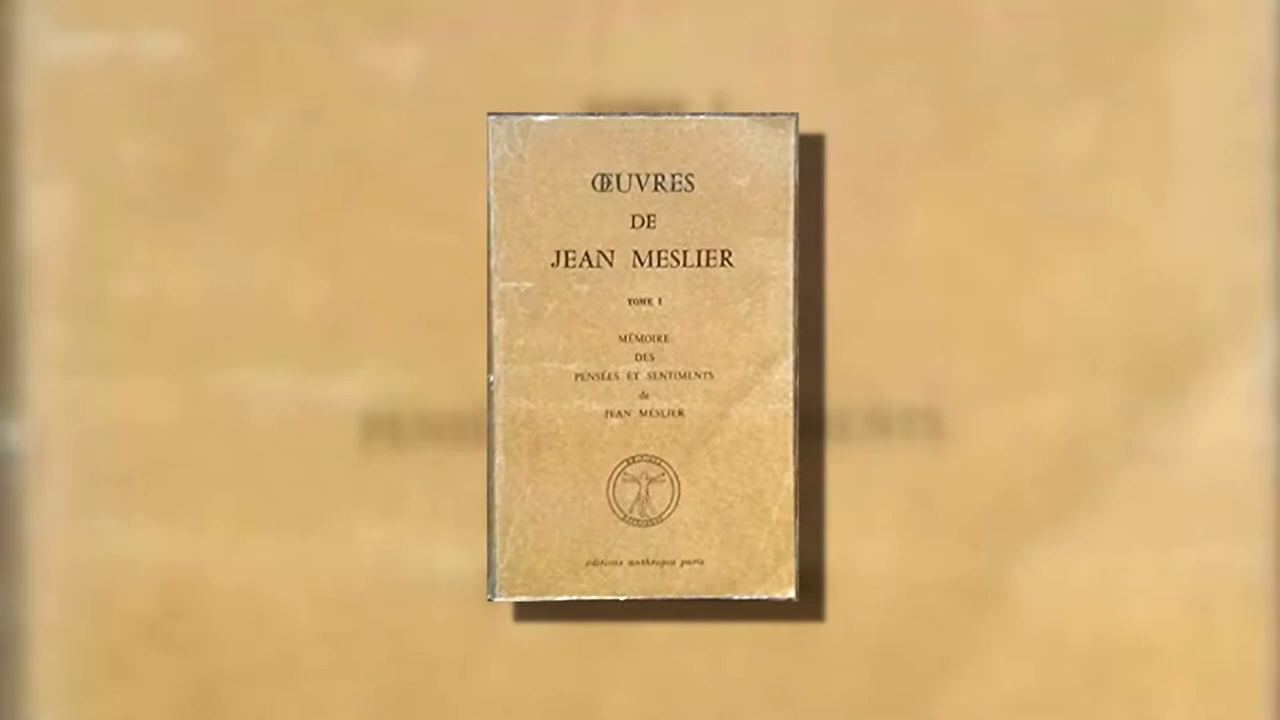 ŒUVRES
DE
JEAN MESLIER
TOME I
MÉMOIRE
DES
PENSÉES ET SENTIMENTS
de
JEAN MESLIER
éditions anthropos paris